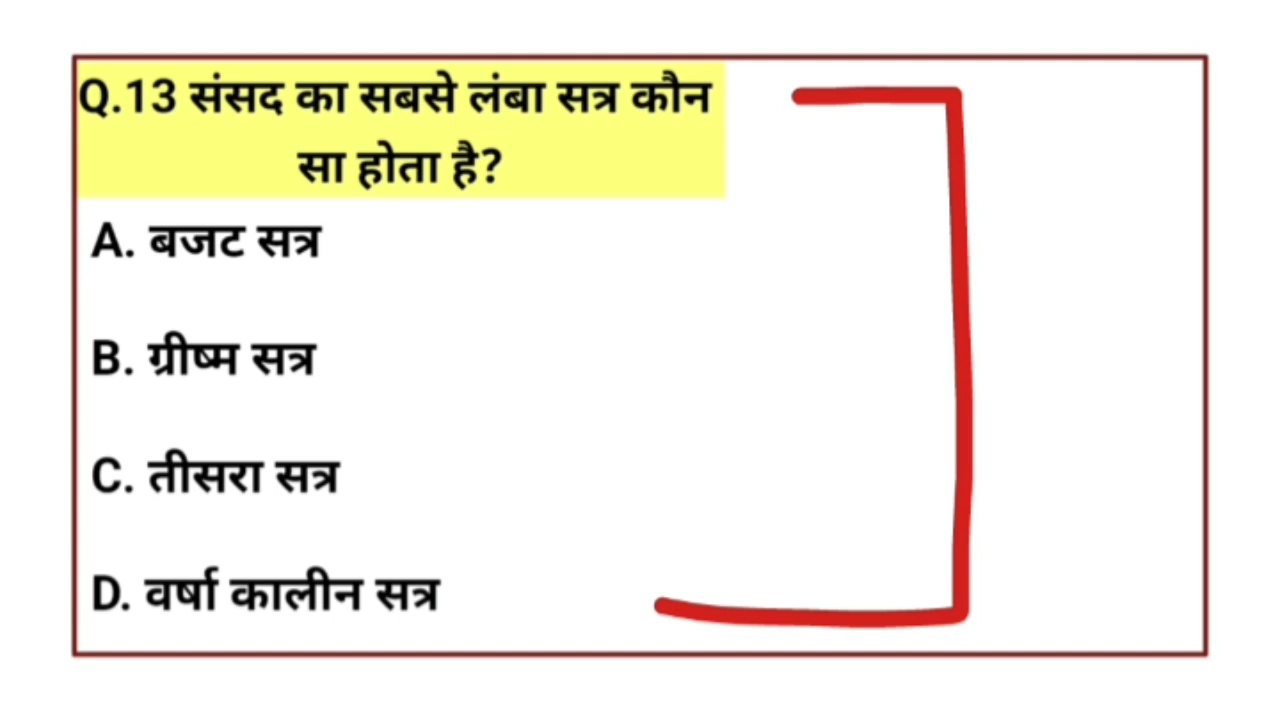 Q.13 संसद का सबसे लंबा सत्र कौन
सा होता है?
A. बजट सत्र
B. ग्रीष्म सत्र
C. तीसरा सत्र
D. वर्षा कालीन सत्र